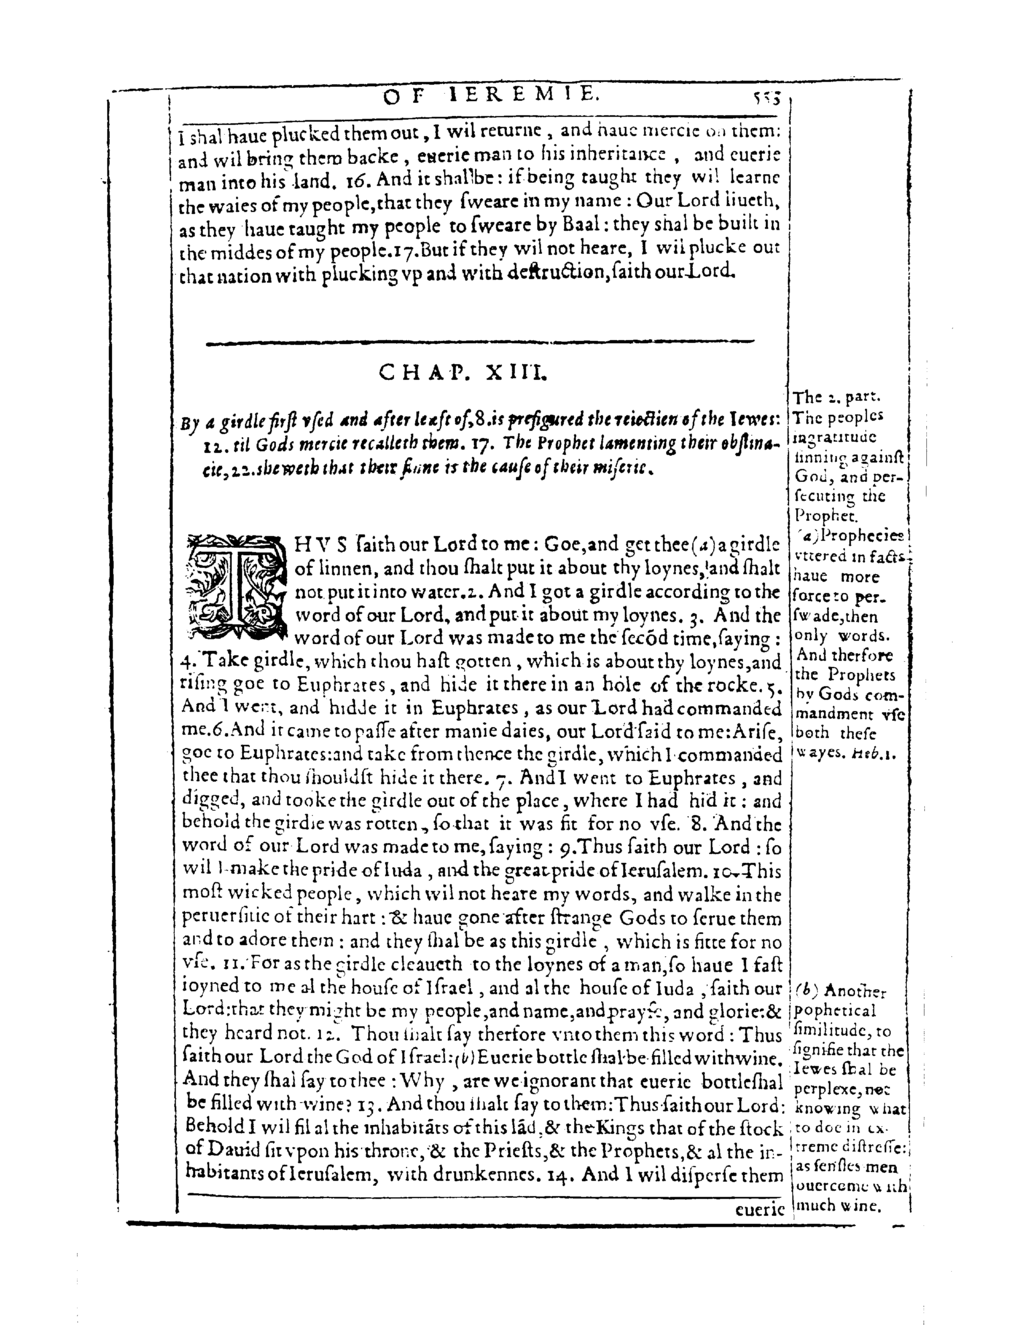 OF IEREMIE. 553
I shal haue plucked them out, I wil returne, and haue mercie on them:
and wil bring them backe, euerie man to his inheritance, and euerie
man into his land. 16. And it shal be: if being taught they wil learne
the waies of my people, that they ſweare in my name: Our Lord liueth,
as they haue taught my people to ſweare by Baal: they shal be built in
the middes of my people. 17. But if they wil not heare, I wil plucke out
that nation with plucking vp and with deſtruction, ſaith our Lord.
CHAP. XIII.
By a girdle firſt vſed and after leaſt of, 8. is prefigured the reiection of the Iewes:
12. til Gods mercie recalleth them. 17. The Prophet lamenting their obſtina-
cie, 22. sheweth that their ſinne is the cauſe of their miſerie.
THVS ſaith our Lord to me: Goe, and get thee (a) a girdle
of linnen, and thou ſhalt put it about thy loynes, and ſhalt
not put it into water. 2. And I got a girdle according to the
word of our Lord, and put it about my loynes. 3. And the
word of our Lord was made to me the ſecõd time, ſaying:
4. Take girdle, which thou haſt gotten, which is about thy loynes, and
riſing goe to Euphrates, and hide it there in an hole of the rocke. 5.
And I went, and hidde it in Euphrates, as our Lord had commanded
me. 6. And it came to paſſe after manie daies, our Lord ſaid to me: Ariſe,
goe to Euphrates: and take from thence the girdle, which I commanded
thee that thou ſhouldſt hide it there. 7. And I went to Euphrates, and
digged, and tooke the girdle out of the place, where I had hid it: and
behold the girdle was rotten, ſo that it was fit for no vſe. 8. And the
word of our Lord was made to me, ſaying: 9. Thus ſaith our Lord: ſo
wil I make the pride of Iuda, and the great pride of Ieruſalem. 10. This
moſt wicked people, which wil not heare my words, and walke in the
peruerſitie of their hart: & haue gone after ſtrange Gods to ſerue them
and to adore them: and they ſhal be as this girdle, which is fitte for no
vſe. 11. For as the girdle cleaueth to the loynes of a man, ſo haue I faſt
ioyned to me al the houſe of Iſrael, and al the houſe of Iuda, ſaith our
Lord: that they might be my people, and name, and prayſe, and glorie: &
they heard not. 12. Thou ſhalt ſay therfore vnto them this word: Thus
ſaith our Lord the God of Iſrael: (b) Euerie bottle ſhal be filled with wine.
And they ſhal ſay to thee: Why, are we ignorant that euerie bottle ſhal
be filled with wine? 13. And thou ſhalt ſay to them: Thus ſaith our Lord:
Behold I wil fil al the inhabitãts of this lãd, & the Kings that of the ſtock
of Dauid ſit vpon his throne, & the Prieſts, & the Prophets, & al the in-
habitants of Ieruſalem, with drunkennes. 14. And I wil diſperſe them
euerie
The 2. part.
The peoples
ingratitude
ſinning againſt
God, and per-
ſecuting the
Prophet.
(a) Prophecies
vttered in facts
haue more
force to per-
ſwade, then
only words.
And therfore
the Prophets
by Gods com-
mandment vſe
both theſe
wayes. Heb. 1.
(b) Another
pophetical
ſimilitude, to
ſignifie that the
Iewes ſhal be
perplexe, not
knowing what
to doe in ex-
treme diſtreſſe:
as ſenſles men
ouercome with
much wine.